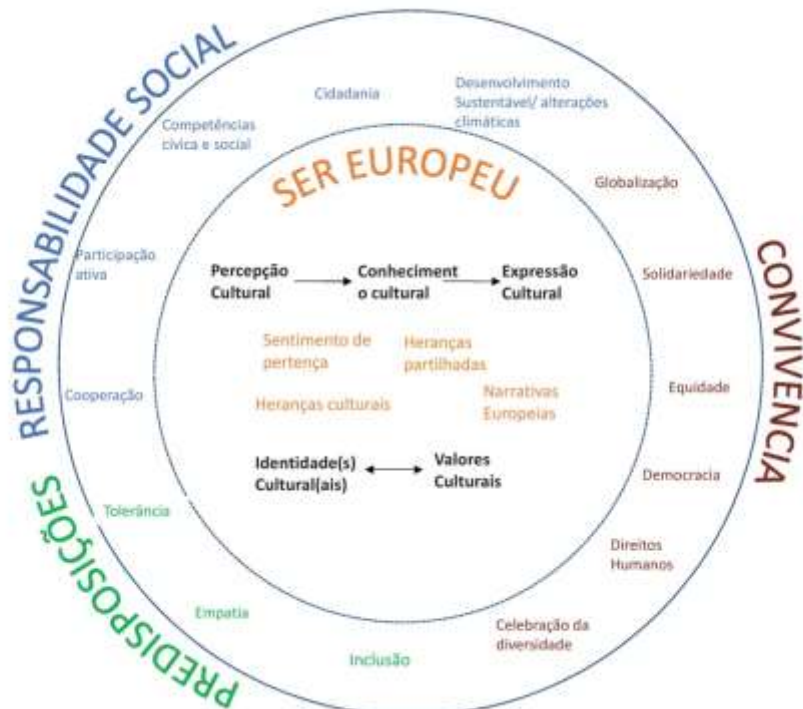 RESPONSABILIDADE SOCIAL
Cidadania
Desenvolvimento
Sustentável/ alterações
climáticas
Competências
cívica e social
SER EUROPEU
Globalização
Participação
ativa
Percepção
Cultural
Conheciment
o cultural
Expressão
Cultural
Solidariedade
CONVIVENCIA
Sentimento de
pertença
Heranças
partilhadas
Cooperação
Heranças culturais
Narrativas
Europeias
Equidade
Identidade(s)
Cultural(ais)
Valores
Culturais
Democracia
Tolerância
PREDISPOSIÇÕES
Direitos
Humanos
Empatia
Celebração da
diversidade
Inclusão